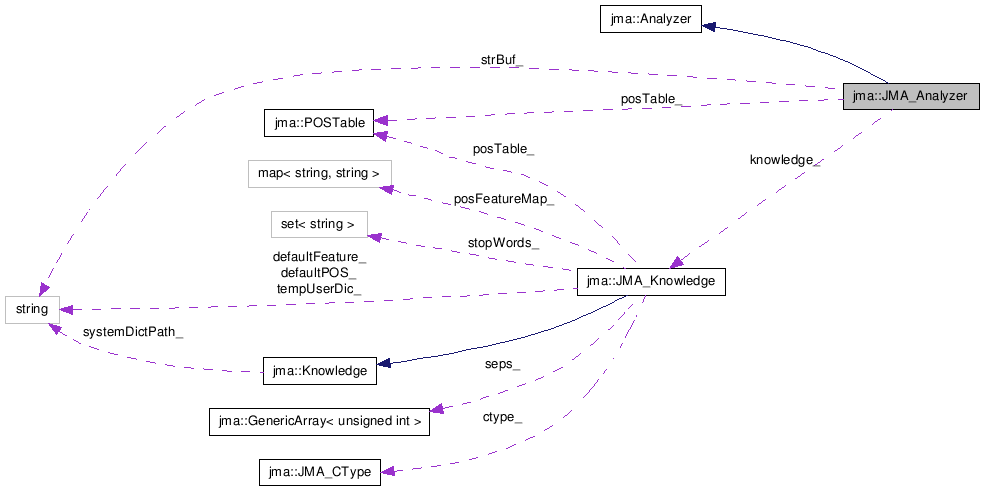 jma::Analyzer
strBuf_
jma::JMA_Analyzer
posTable_
jma::POSTable
posTable_
knowledge_
map< string, string >
posFeatureMap_
set< string >
stopWords_
defaultFeature_
defaultPOS_
tempUserDic_
jma::JMA_Knowledge
string
systemDictPath_
jma::Knowledge
seps_
jma::GenericArray< unsigned int >
ctype_
jma::JMA_CType